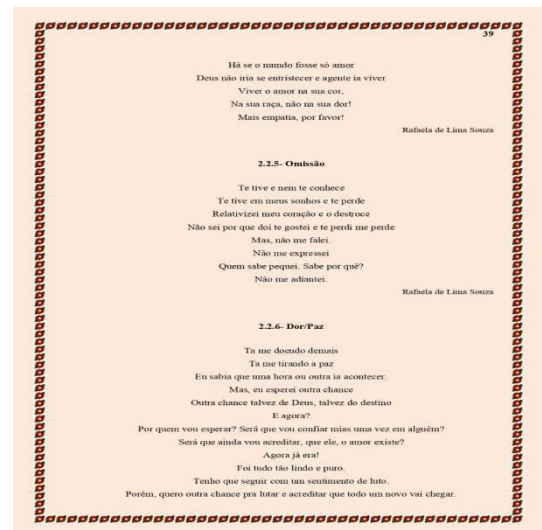 39
Há se o mundo fosse só amor
Deus não iria se entristecer e agente ia viver
Viver o amor na sua cor,
Na sua raça, não na sua dor!
Mais empatia, por favor!
Rafaela de Lima Souza
2.2.5- Omissão
Te tive e nem te conhece
Te tive em meus sonhos e te perde
Relativizei meu coração e o destroce
Não sei por que doi te gostei e te perdi me perde
Mas, não me falei.
Não me expressei
Quem sabe pequei. Sabe por quê?
Não me adiantei.
Rafaela de Lima Souza
2.2.6- Dor/Paz
Ta me doendo demais
Ta me tirando a paz
Eu sabia que uma hora ou outra ia acontecer.
Mas, eu esperei outra chance
Outra chance talvez de Deus, talvez do destino
E agora?
Por quem vou esperar? Será que vou confiar mias uma vez em alguém?
Será que ainda vou acreditar, que ele, o amor existe?
Agora já era!
Foi tudo tão lindo e puro.
Tenho que seguir com um sentimento de luto.
Porém, quero outra chance pra lutar e acreditar que todo um novo vai chegar.